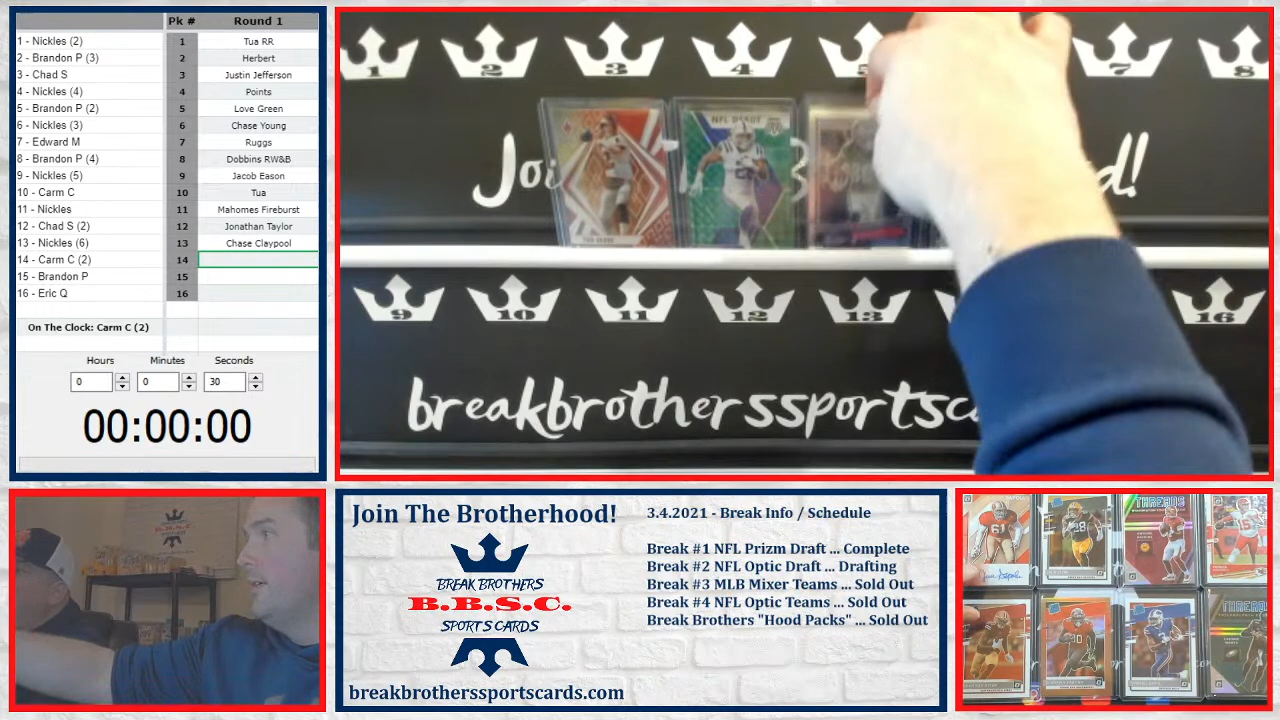 Pk # Round 1
1 - Nickles (2) 1 Tua RR
2 - Brandon P (3) 2 Herbert
3 - Chad S 3 Justin Jefferson
4 - Nickles (4) 4 Points
5 - Brandon P (2) 5 Love Green
6 - Nickles (3) 6 Chase Young
7 - Edward M 7 Ruggs
8 - Brandon P (4) 8 Dobbins RW&B
9 - Nickles (5) 9 Jacob Eason
10 - Carm C 10 Tua
11 - Nickles 11 Mahomes Fireburst
12 - Chad S (2) 12 Jonathan Taylor
13 - Nickles (6) 13 Chase Claypool
14 - Carm C (2) 14
15 - Brandon P 15
16 - Eric Q 16
On The Clock: Carm C (2)
Hours Minutes Seconds
0 0 30
00:00:00
1 2 3 4 5 7 8
NFL DEBUT
9 10 11 12 13 16
breakbrotherssportsc
Join The Brotherhood!
BREAK BROTHERS
B.B.S.C.
SPORTS CARDS
breakbrotherssportscards.com
3.4.2021 - Break Info / Schedule
Break #1 NFL Prizm Draft ... Complete
Break #2 NFL Optic Draft ... Drafting
Break #3 MLB Mixer Teams ... Sold Out
Break #4 NFL Optic Teams ... Sold Out
Break Brothers "Hood Packs" ... Sold Out
THREADS